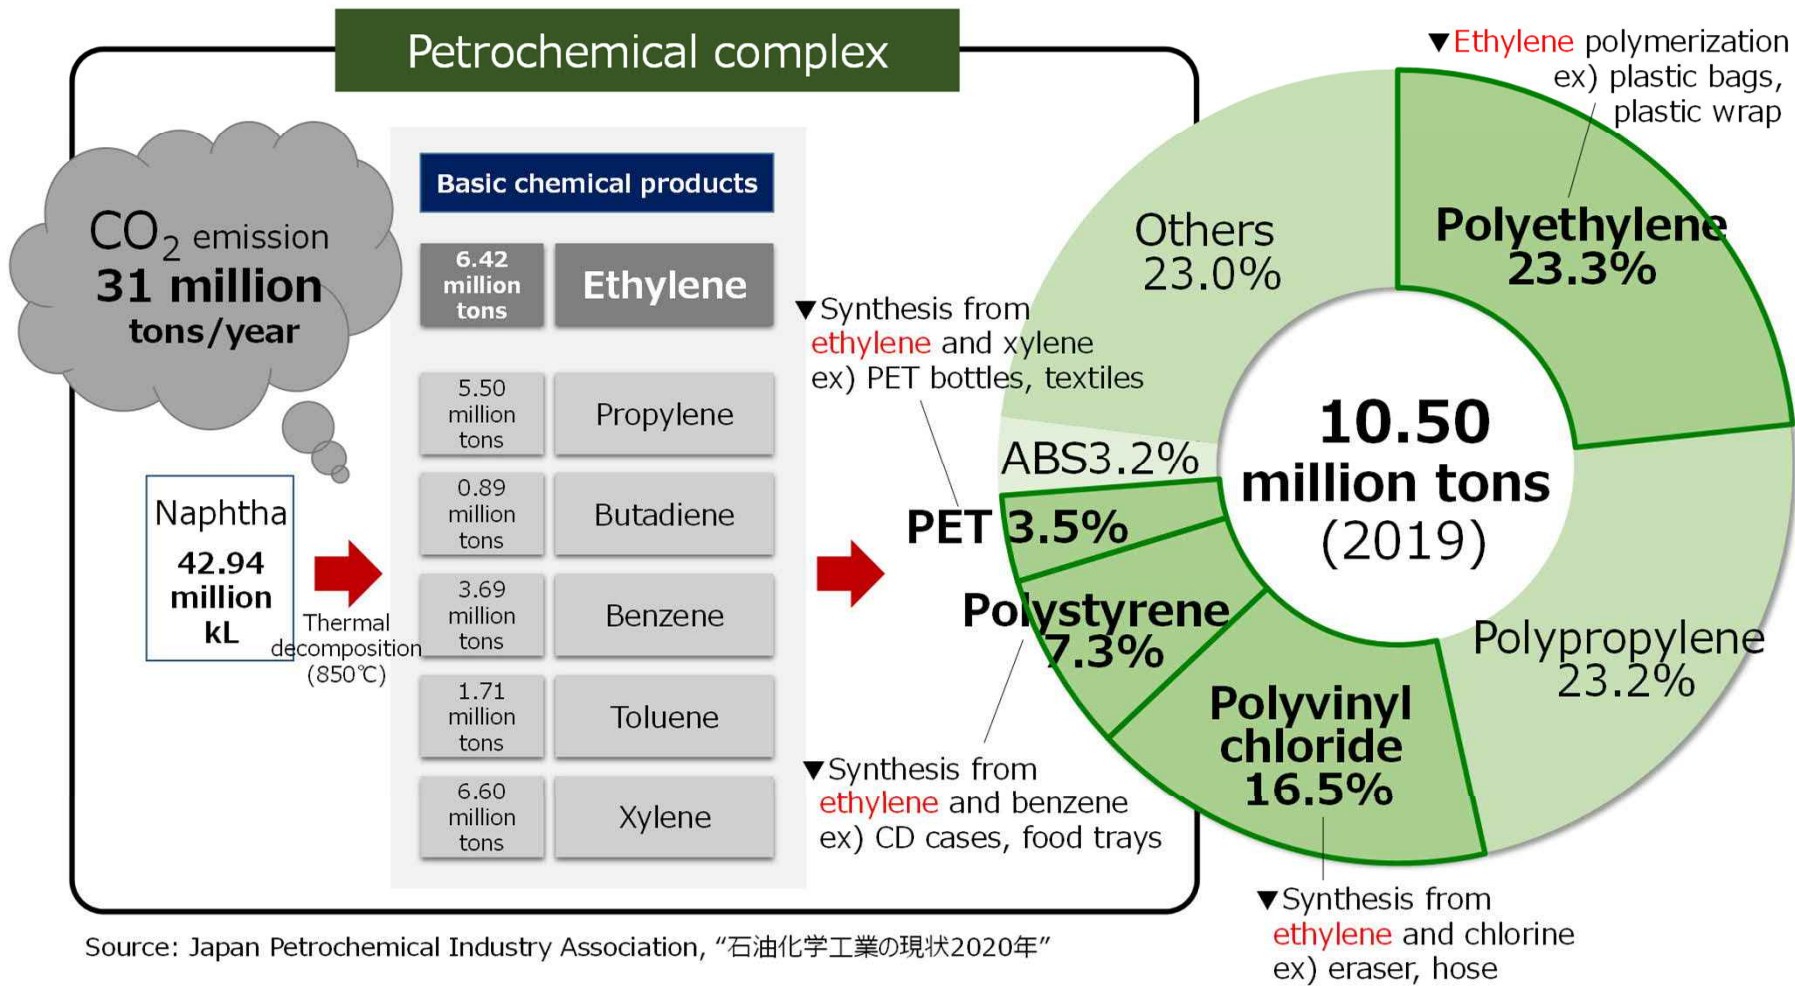 Petrochemical complex
CO₂ emission
31 million
tons/year
Naphtha
42.94
million
kL
Thermal
decomposition
(850℃)
Basic chemical products
6.42
million
tons
Ethylene
5.50
million
tons
Propylene
0.89
million
tons
Butadiene
3.69
million
tons
Benzene
1.71
million
tons
Toluene
6.60
million
tons
Xylene
▼Ethylene polymerization
ex) plastic bags,
plastic wrap
Polyethylene
23.3%
Others
23.0%
▼Synthesis from
ethylene and xylene
ex) PET bottles, textiles
ABS3.2%
PET 3.5%
10.50
million tons
(2019)
Polystyrene
7.3%
Polypropylene
23.2%
Polyvinyl
chloride
16.5%
▼Synthesis from
ethylene and benzene
ex) CD cases, food trays
▼Synthesis from
ethylene and chlorine
ex) eraser, hose
Source: Japan Petrochemical Industry Association, “石油化学工業の現状2020年”